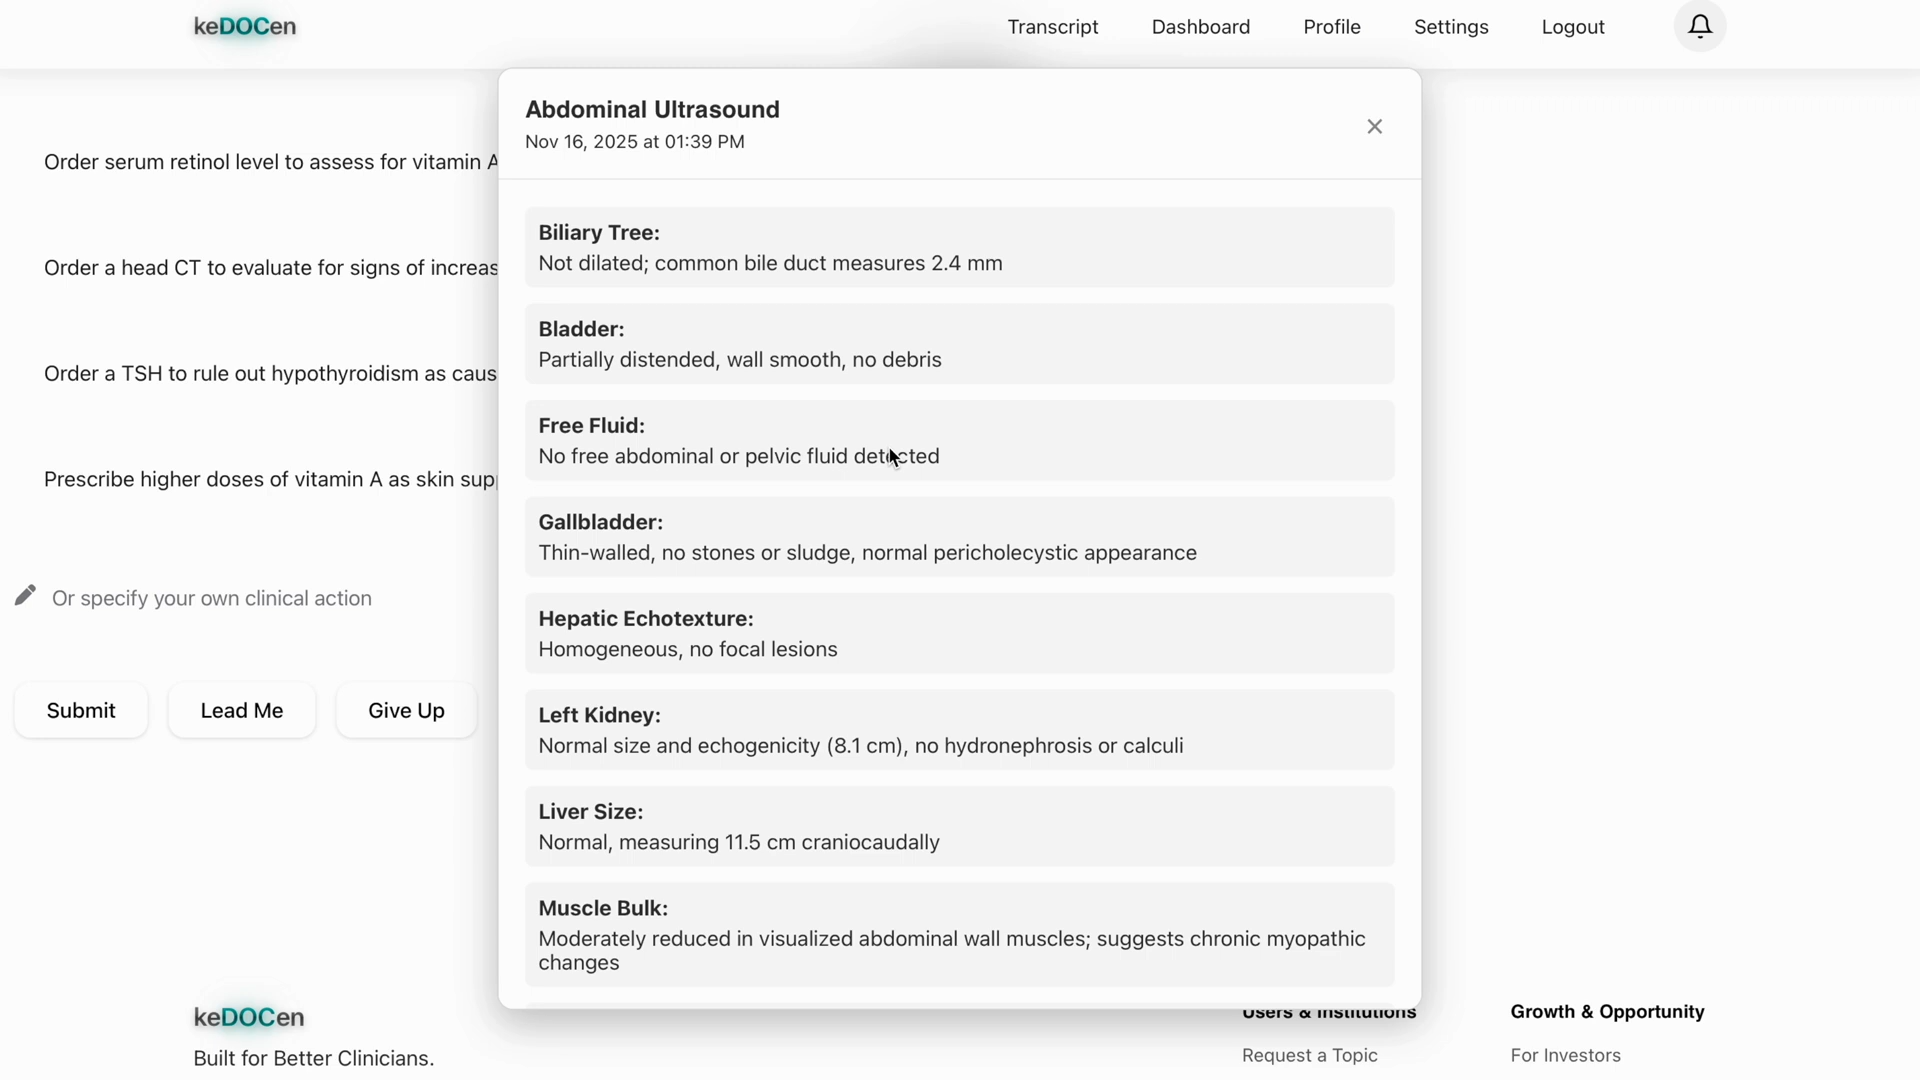 keDOCen
Transcript
Dashboard
Profile
Settings
Logout
Abdominal Ultrasound
Nov 16, 2025 at 01:39 PM
Order serum retinol level to assess for vitamin A
Order a head CT to evaluate for signs of increas
Order a TSH to rule out hypothyroidism as caus
Prescribe higher doses of vitamin A as skin sup
Or specify your own clinical action
Submit
Lead Me
Give Up
Biliary Tree:
Not dilated; common bile duct measures 2.4 mm
Bladder:
Partially distended, wall smooth, no debris
Free Fluid:
No free abdominal or pelvic fluid detected
Gallbladder:
Thin-walled, no stones or sludge, normal pericholecystic appearance
Hepatic Echotexture:
Homogeneous, no focal lesions
Left Kidney:
Normal size and echogenicity (8.1 cm), no hydronephrosis or calculi
Liver Size:
Normal, measuring 11.5 cm craniocaudally
Muscle Bulk:
Moderately reduced in visualized abdominal wall muscles; suggests chronic myopathic
changes
keDOCen
Built for Better Clinicians.
Users & Institutions
Request a Topic
Growth & Opportunity
For Investors